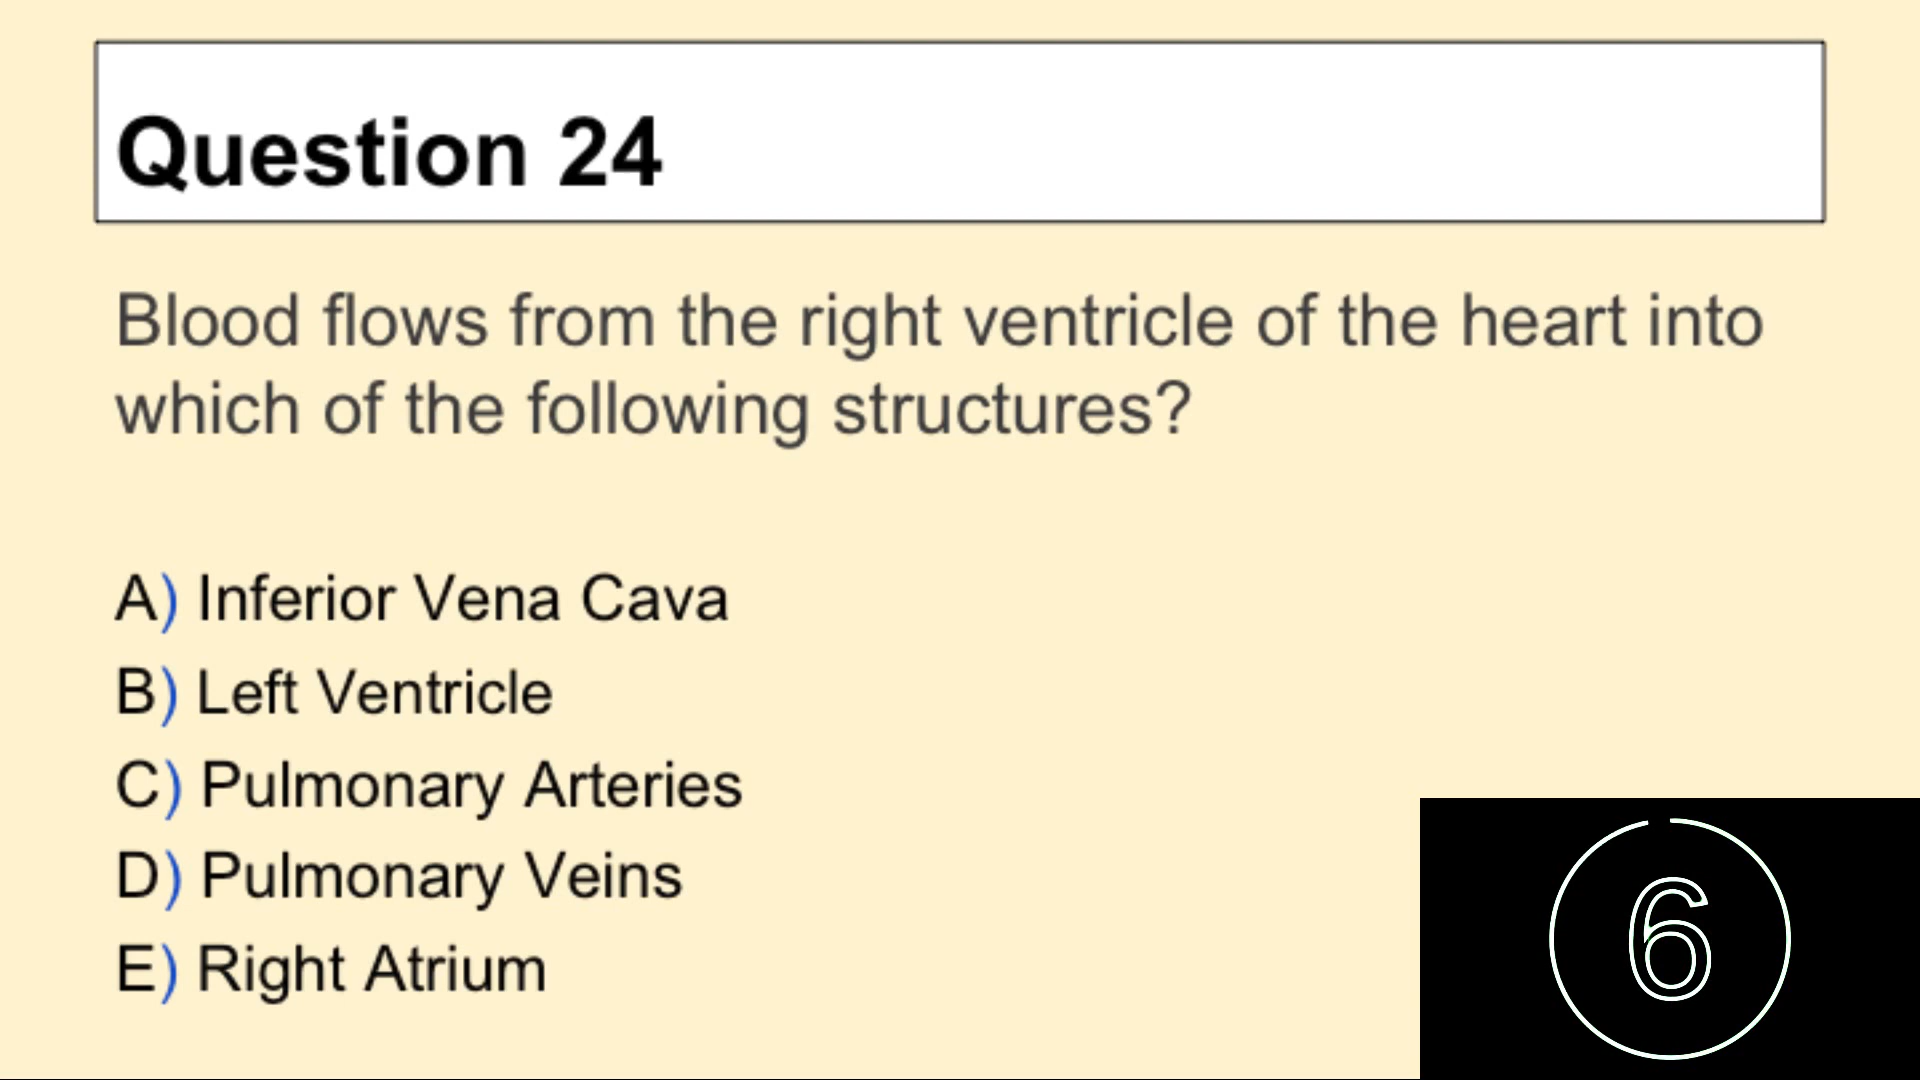 Question 24
Blood flows from the right ventricle of the heart into
which of the following structures?
A) Inferior Vena Cava
B) Left Ventricle
C) Pulmonary Arteries
D) Pulmonary Veins
E) Right Atrium
6